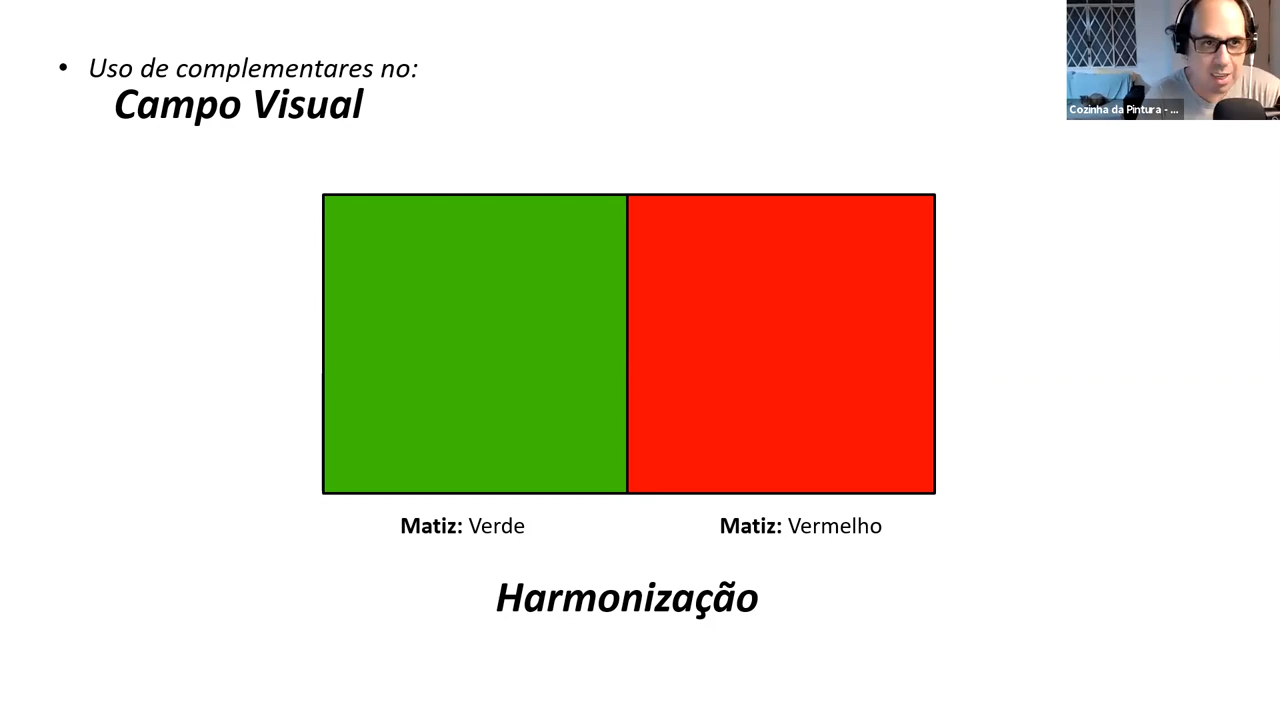 • Uso de complementares no:
Campo Visual
Cozinha da Pintura - ...
Matiz: Verde
Matiz: Vermelho
Harmonização